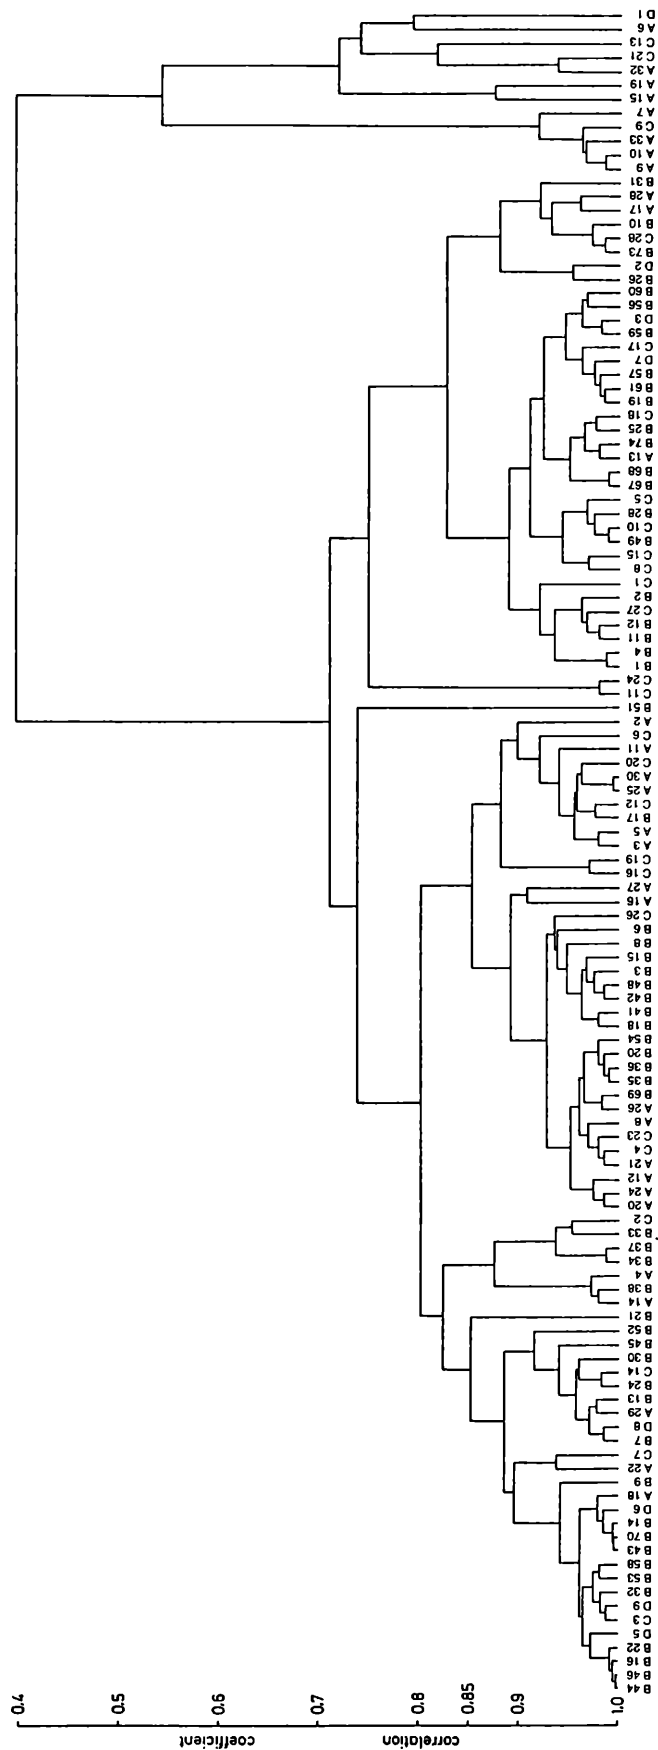 D 1
A 6
C 13
C 21
A 32
A 19
A 15
A 7
C 9
A 33
A 10
A 9
B 31
A 28
A 17
B 10
C 28
B 73
D 2
B 26
B 60
B 56
D 3
B 59
C 17
D 7
B 57
B 61
B 19
C 18
B 25
B 74
A 13
B 68
B 67
C 5
B 28
C 10
B 49
C 15
C 8
C 1
B 2
C 27
B 12
B 11
B 4
B 1
C 24
C 11
B 51
A 2
C 6
A 11
C 20
A 30
A 25
C 12
B 17
A 5
A 3
C 19
C 16
A 27
A 16
C 26
B 6
B 8
B 15
B 3
B 48
B 42
B 41
B 18
B 54
B 20
B 36
B 35
B 69
A 26
A 8
C 23
C 4
A 21
A 12
A 24
A 20
C 2
B 33
B 37
B 34
A 4
B 38
A 14
B 21
B 52
B 45
B 30
C 14
B 24
B 13
A 29
D 8
B 7
C 7
A 22
B 9
A 18
D 6
B 14
B 70
B 43
B 58
B 53
B 32
D 9
C 3
D 5
B 22
B 16
B 46
B 44
0.4
0.5
0.6
0.7
0.8
0.85
0.9
1.0
correlation
coefficient